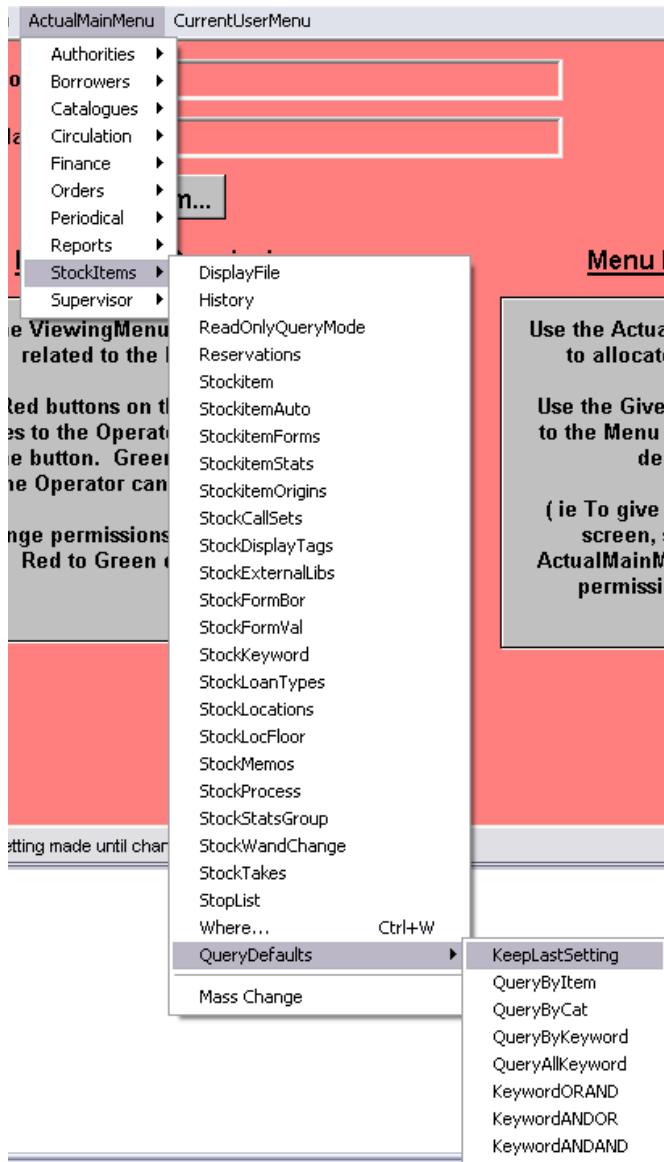 ActualMainMenu CurrentUserMenu
Authorities
Borrowers
Catalogues
Circulation
Finance
Orders
Periodical
Reports
StockItems
Supervisor
DisplayFile
History
ReadOnlyQueryMode
Reservations
Stockitem
StockitemAuto
StockitemForms
StockitemStats
StockitemOrigins
StockCallSets
StockDisplayTags
StockExternalLibs
StockFormBor
StockFormVal
StockKeyword
StockLoanTypes
StockLocations
StockLocFloor
StockMemos
StockProcess
StockStatsGroup
StockWandChange
StockTakes
StopList
Where... Ctrl+W
QueryDefaults
Mass Change
KeepLastSetting
QueryByItem
QueryByCat
QueryByKeyword
QueryAllKeyword
KeywordORAND
KeywordANDOR
KeywordANDAND
m...
e ViewingMenu
related to the
Red buttons on t
es to the Operat
e button. Gree
ne Operator can
nge permissions
Red to Green
Menu
Use the Actua
to allocat
Use the Give
to the Menu
de
( ie To give
screen,
ActualMainM
permissi
etting made until char